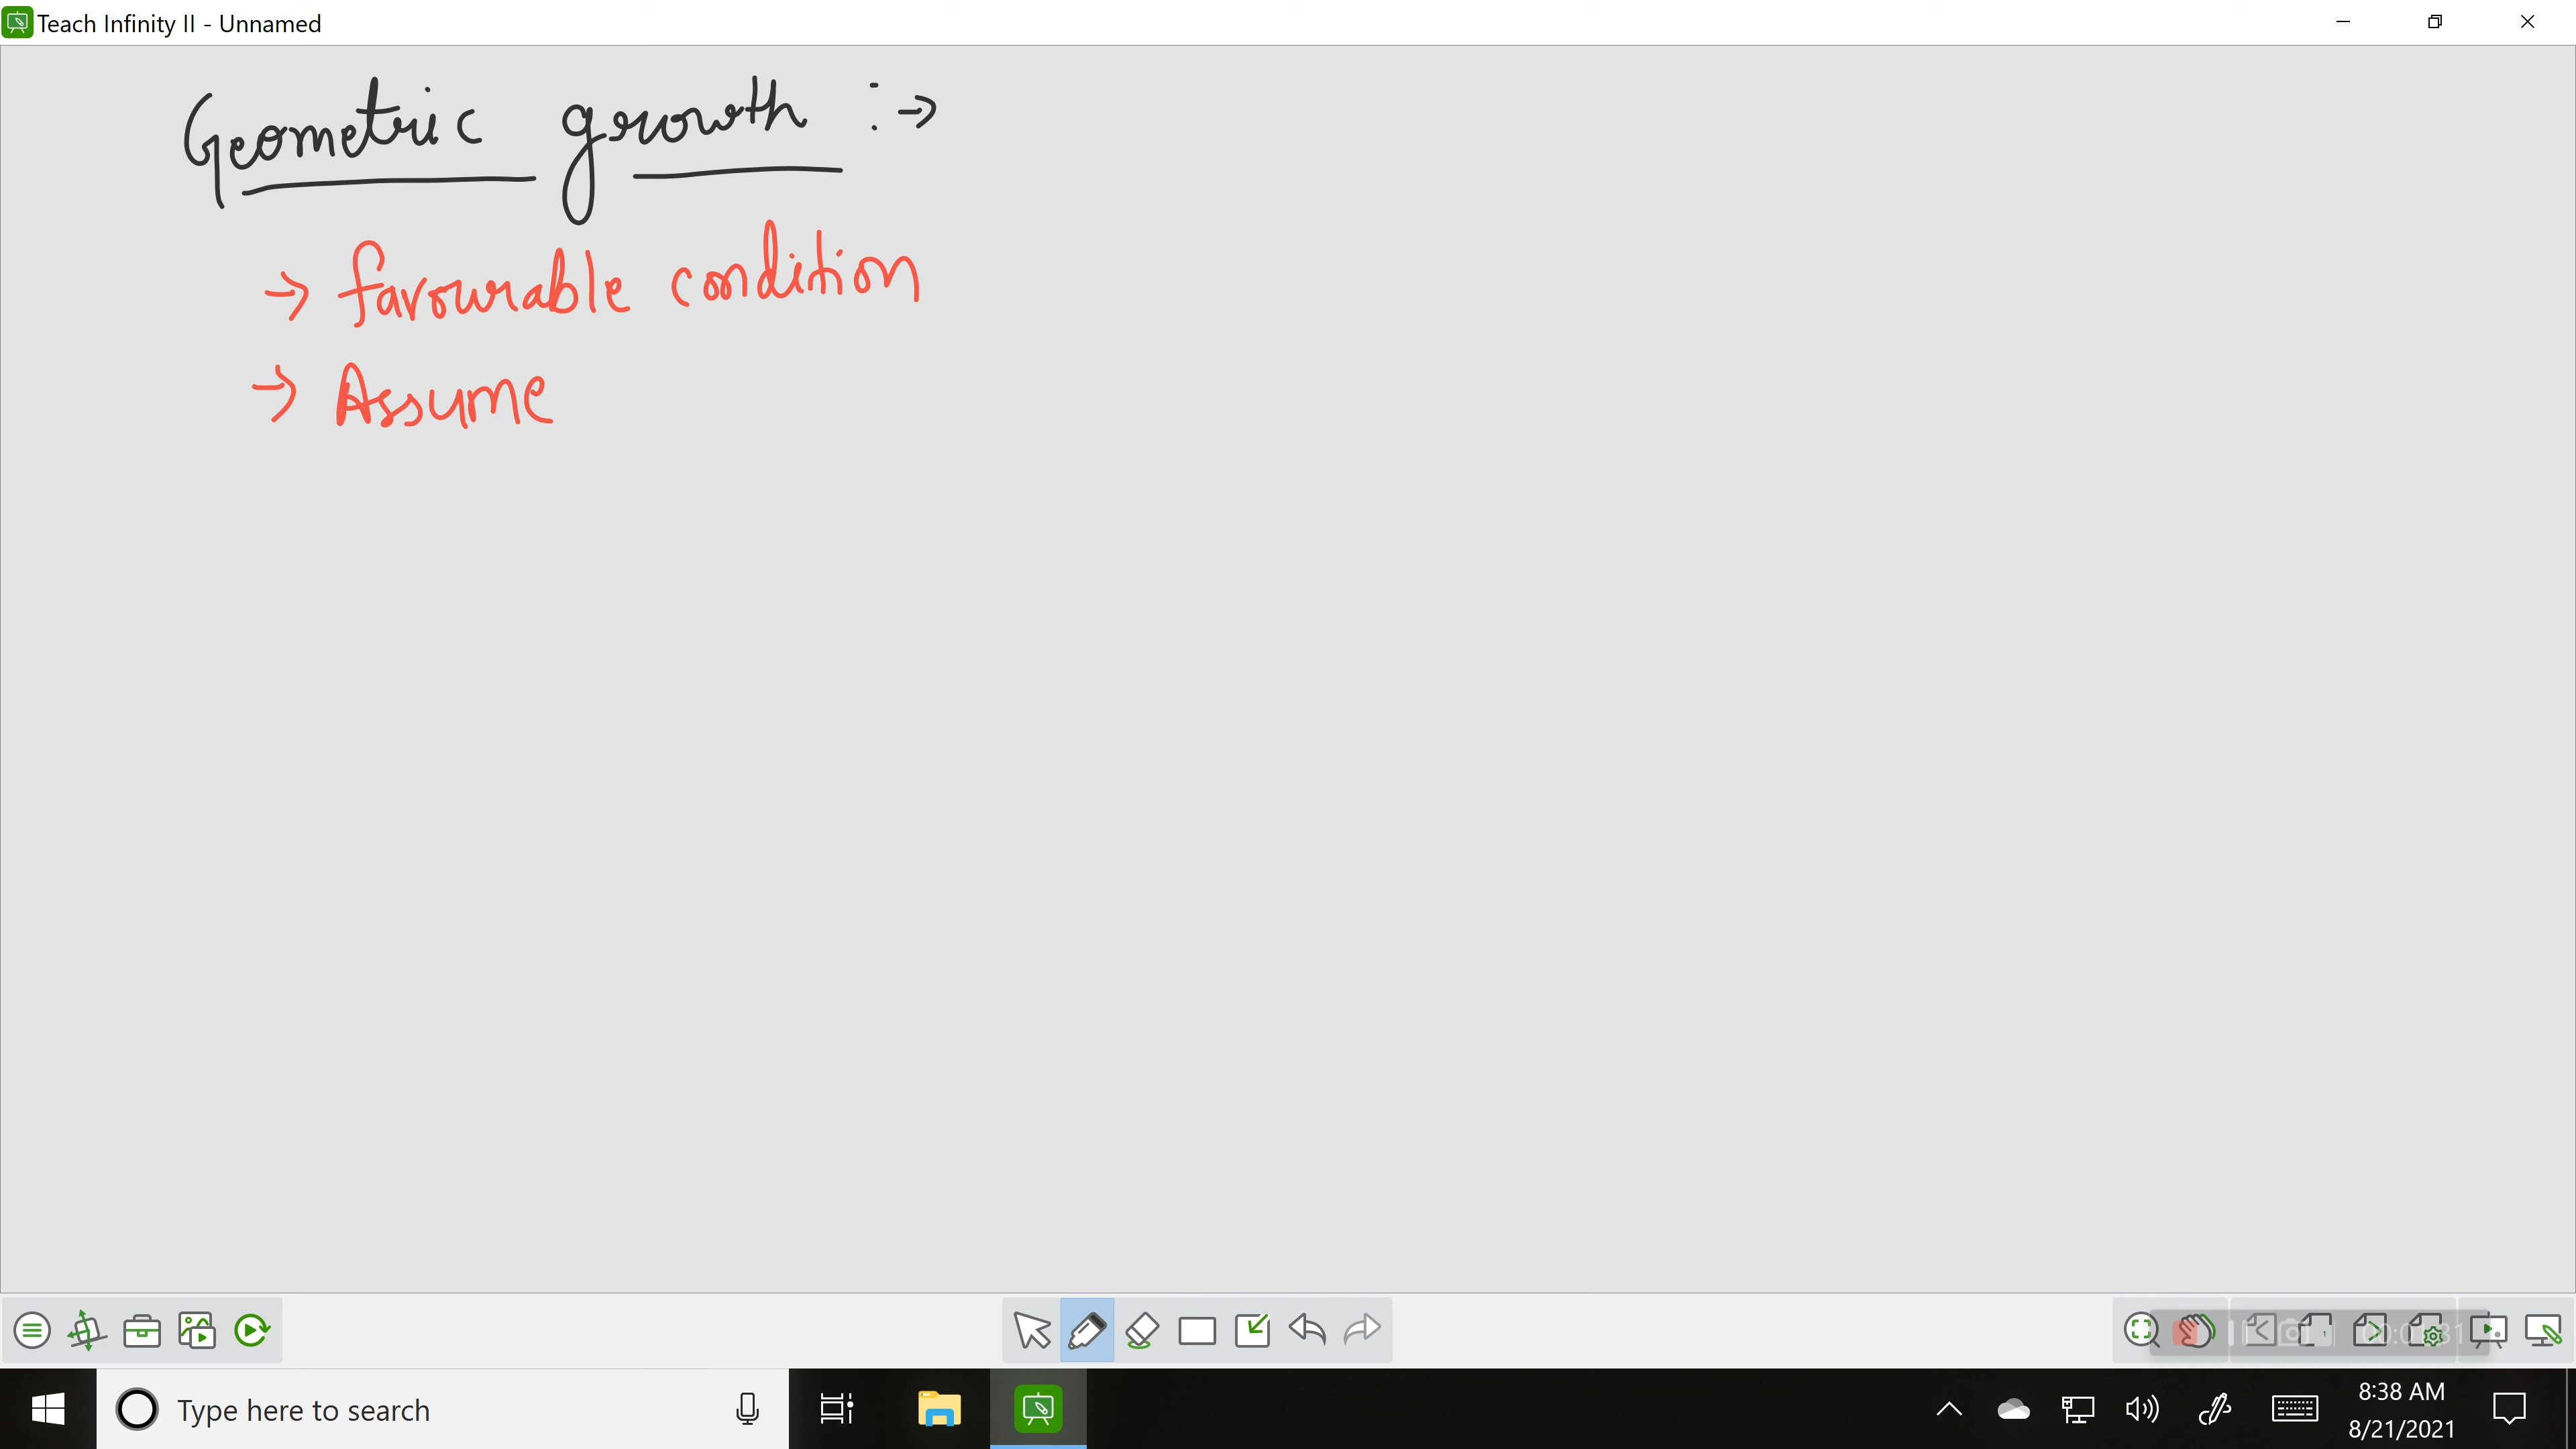 Teach Infinity II - Unnamed
Geometric growth :→
→ favourable condition
→ Assume
Type here to search
8:38 AM
8/21/2021